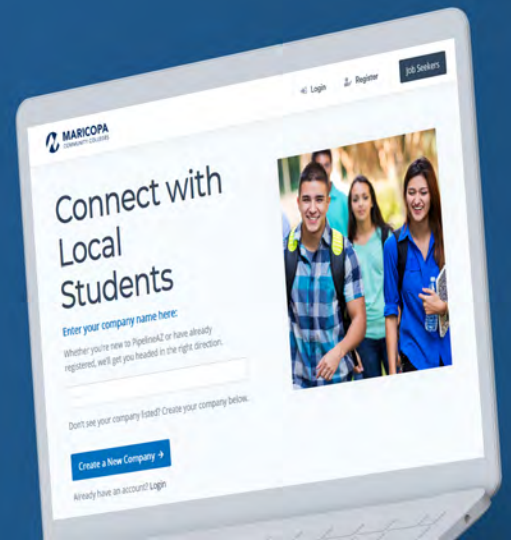 MARICOPA
COMMUNITY COLLEGES
Login
Register
Job Seekers
Connect with
Local
Students
Enter your company name here:
Whether you're new to PipelineAZ or have already
registered, we'll get you headed in the right direction.
Don't see your company listed? Create your company below.
Create a New Company →
Already have an account? Login